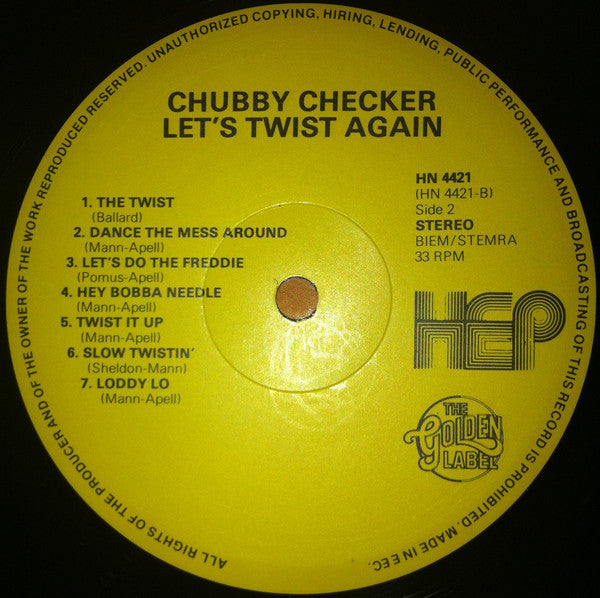 ALL RIGHTS OF THE PRODUCER AND OF THE OWNER OF THE WORK REPRODUCED RESERVED. UNAUTHORIZED COPYING, HIRING, LENDING, PUBLIC PERFORMANCE AND BROADCASTING OF THIS RECORD IS PROHIBITED. MADE IN EEC.
CHUBBY CHECKER
LET'S TWIST AGAIN
1. THE TWIST
(Ballard)
2. DANCE THE MESS AROUND
(Mann-Apell)
3. LET'S DO THE FREDDIE
(Pomus-Apell)
4. HEY BOBBA NEEDLE
(Mann-Apell)
5. TWIST IT UP
(Mann-Apell)
6. SLOW TWISTIN'
(Sheldon-Mann)
7. LODDY LO
(Mann-Apell)
HN 4421
(HN 4421-B)
Side 2
STEREO
BIEM/STEMRA
33 RPM
HEP
THE
GOLDEN
LABEL